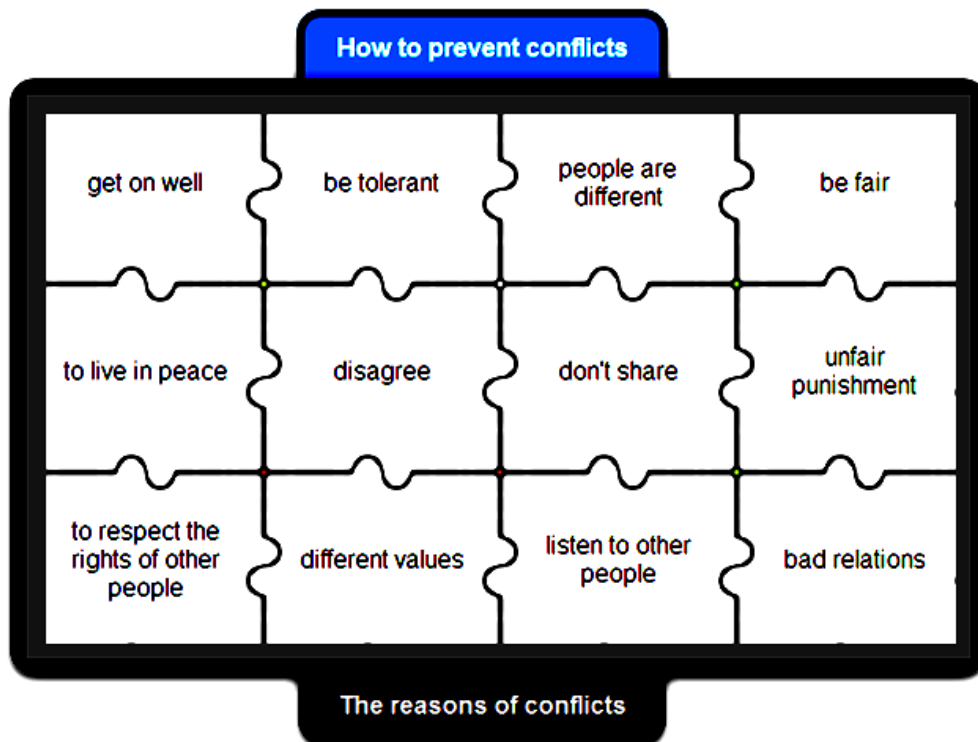 How to prevent conflicts
get on well
be tolerant
people are
different
be fair
to live in peace
disagree
don't share
unfair
punishment
to respect the
rights of other
people
different values
listen to other
people
bad relations
The reasons of conflicts